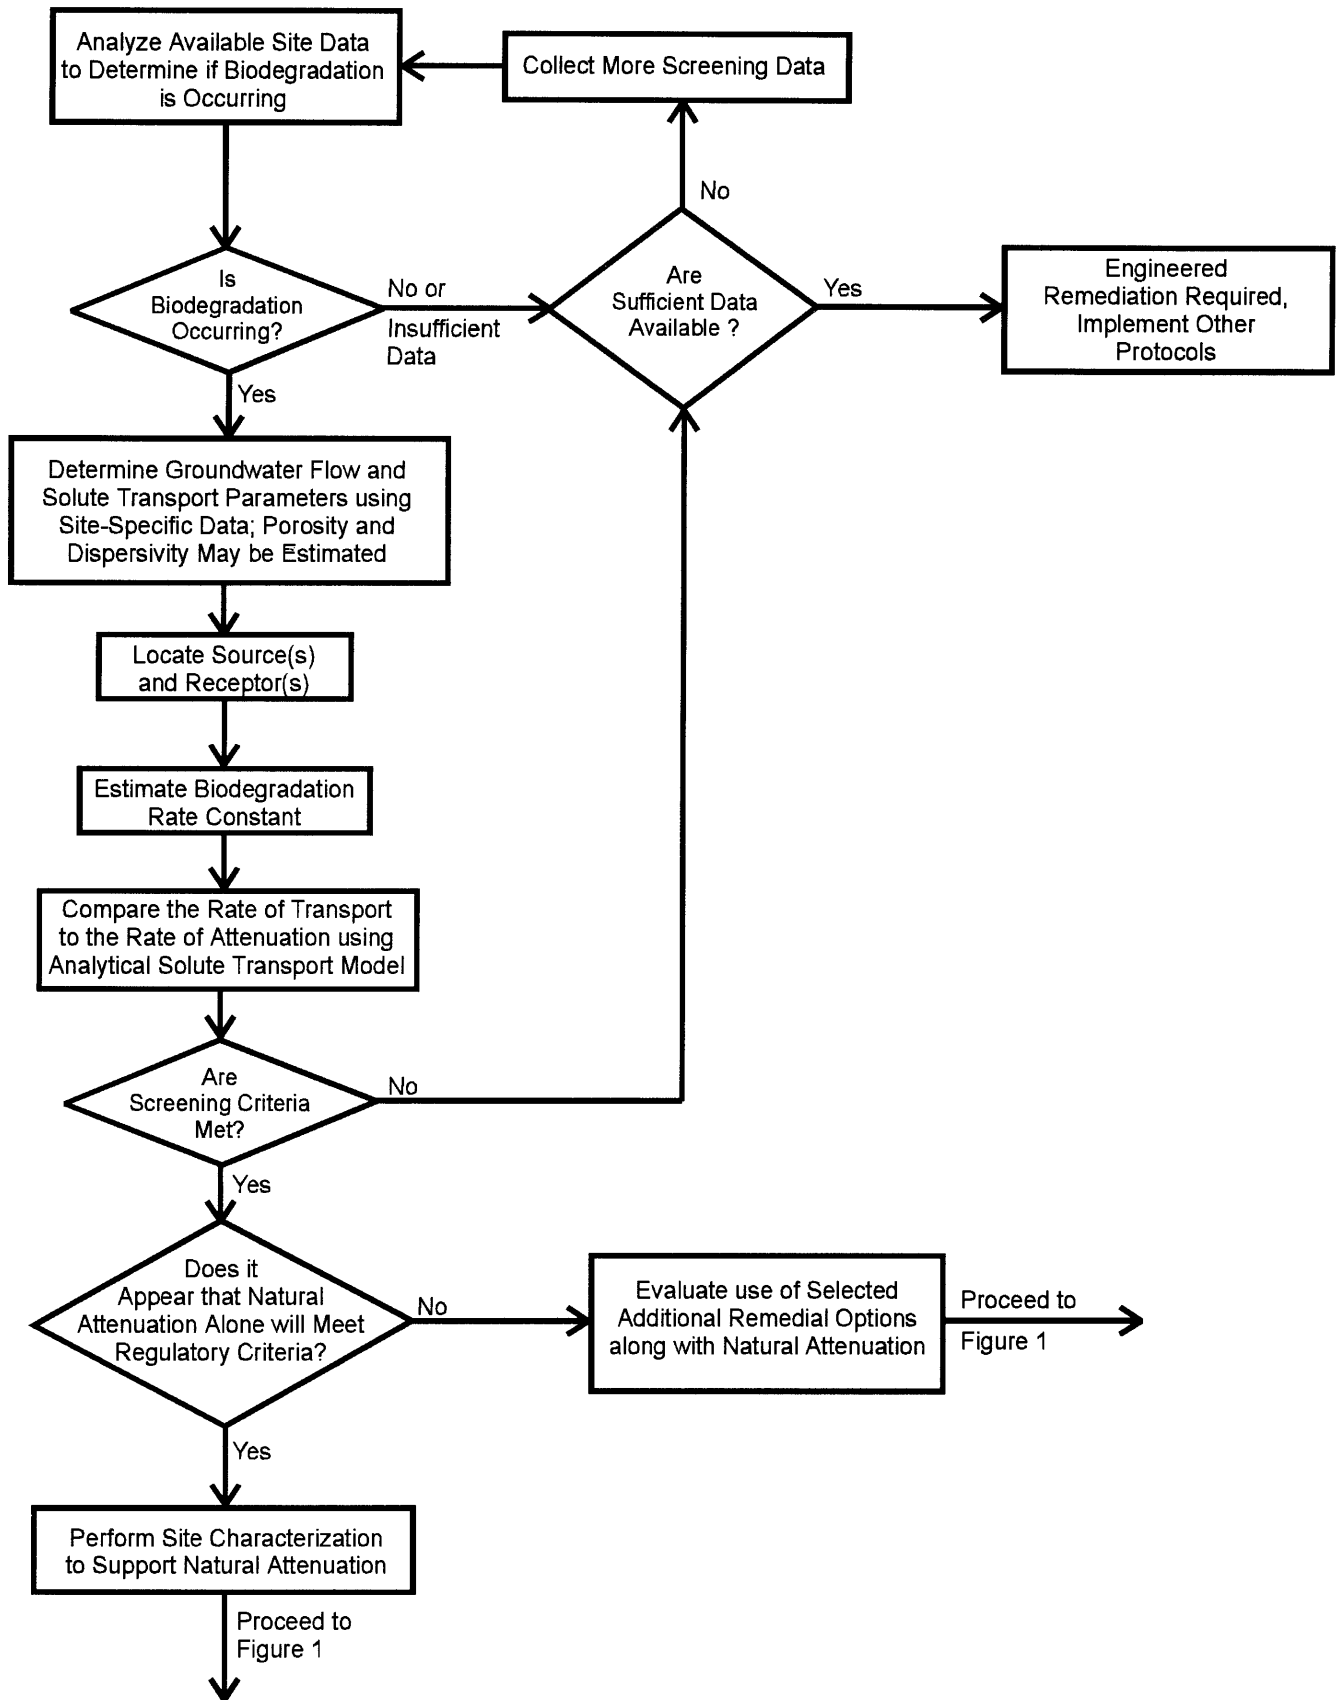 Analyze Available Site Data
to Determine if Biodegradation
is Occurring
Collect More Screening Data
No
Is
Biodegradation
Occurring?
No or
Insufficient
Data
Are
Sufficient Data
Available ?
Yes
Engineered
Remediation Required,
Implement Other
Protocols
Yes
Determine Groundwater Flow and
Solute Transport Parameters using
Site-Specific Data; Porosity and
Dispersivity May be Estimated
Locate Source(s)
and Receptor(s)
Estimate Biodegradation
Rate Constant
Compare the Rate of Transport
to the Rate of Attenuation using
Analytical Solute Transport Model
Are
Screening Criteria
Met?
No
Yes
Does it
Appear that Natural
Attenuation Alone will Meet
Regulatory Criteria?
No
Evaluate use of Selected
Additional Remedial Options
along with Natural Attenuation
Proceed to
Figure 1
Yes
Perform Site Characterization
to Support Natural Attenuation
Proceed to
Figure 1